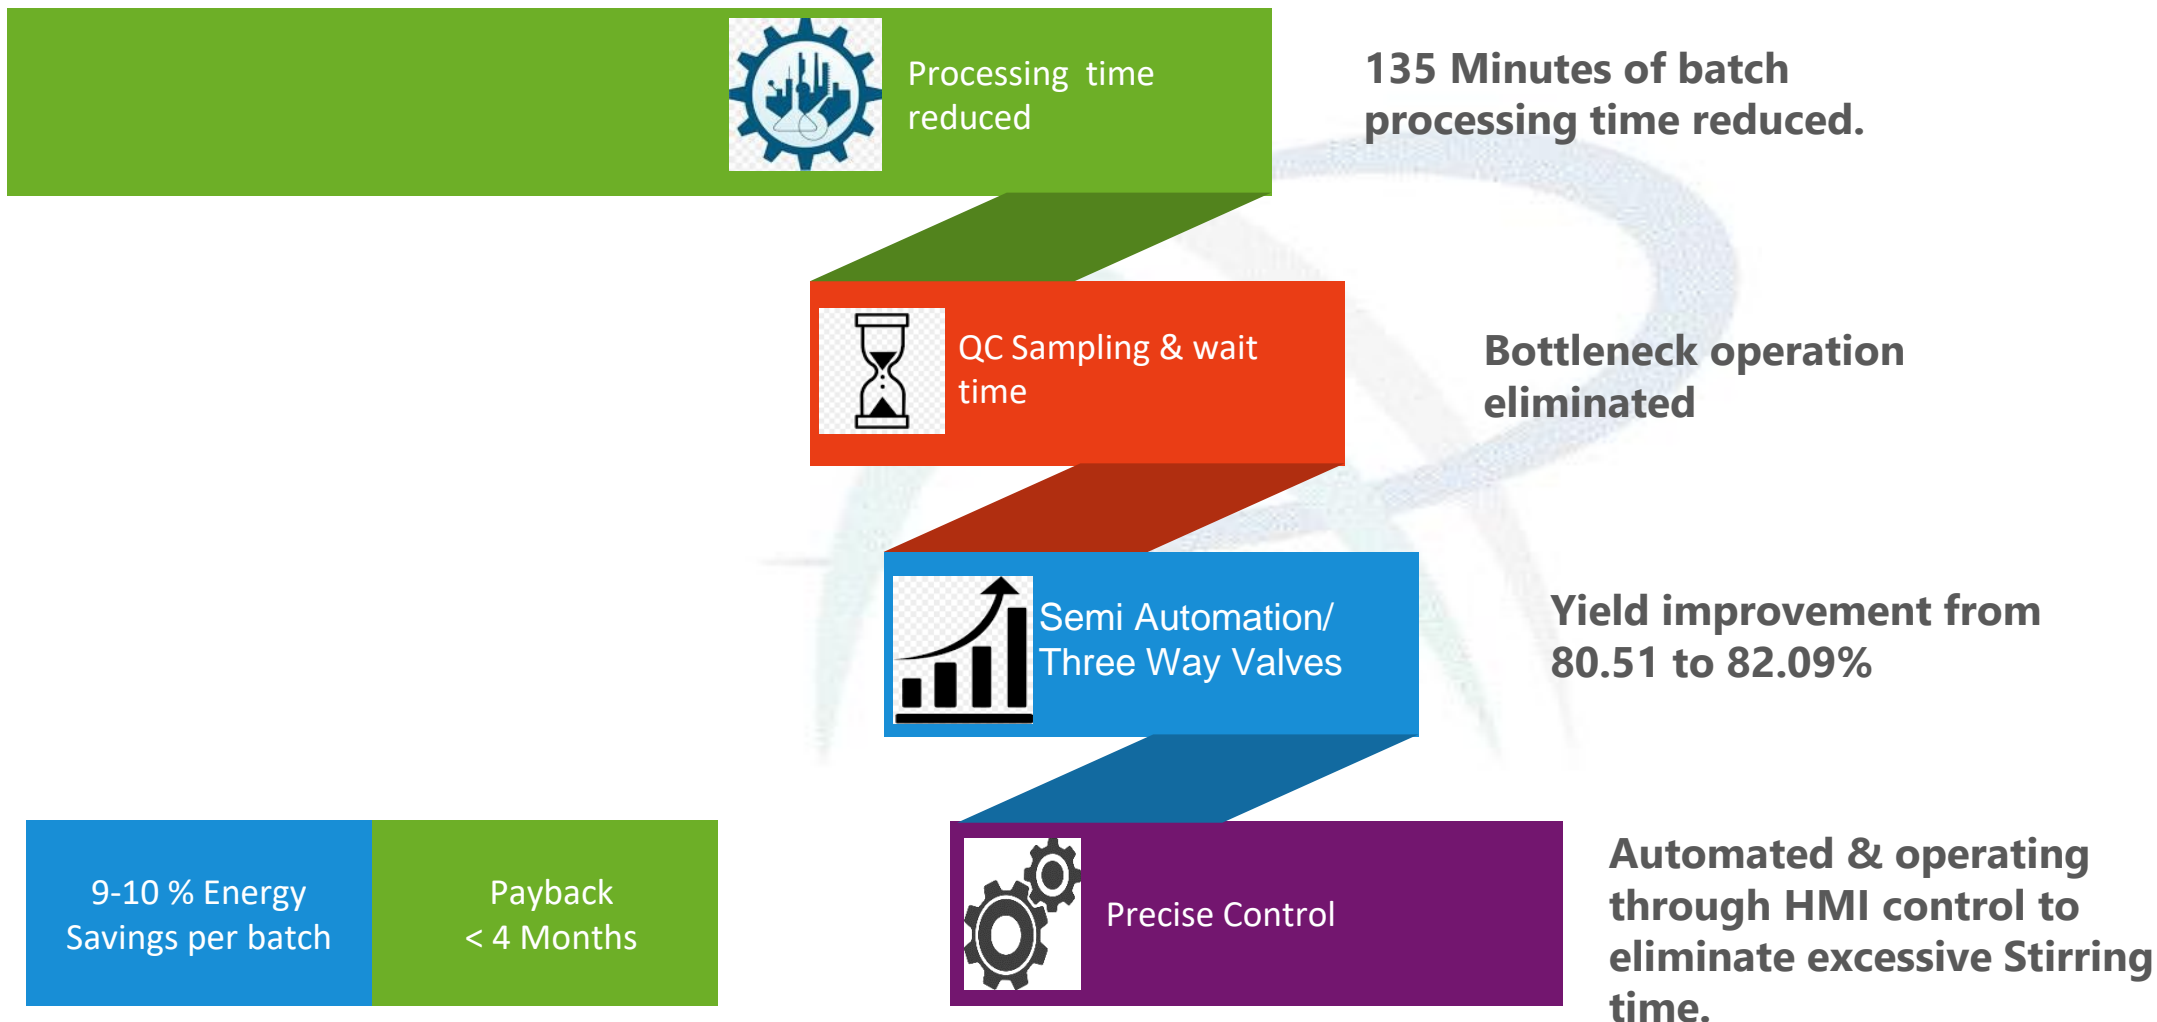 Processing time
reduced
135 Minutes of batch
processing time reduced.
QC Sampling & wait
time
Bottleneck operation
eliminated
Semi Automation/
Three Way Valves
Yield improvement from
80.51 to 82.09%
9-10 % Energy
Savings per batch
Payback
< 4 Months
Precise Control
Automated & operating
through HMI control to
eliminate excessive Stirring
time.